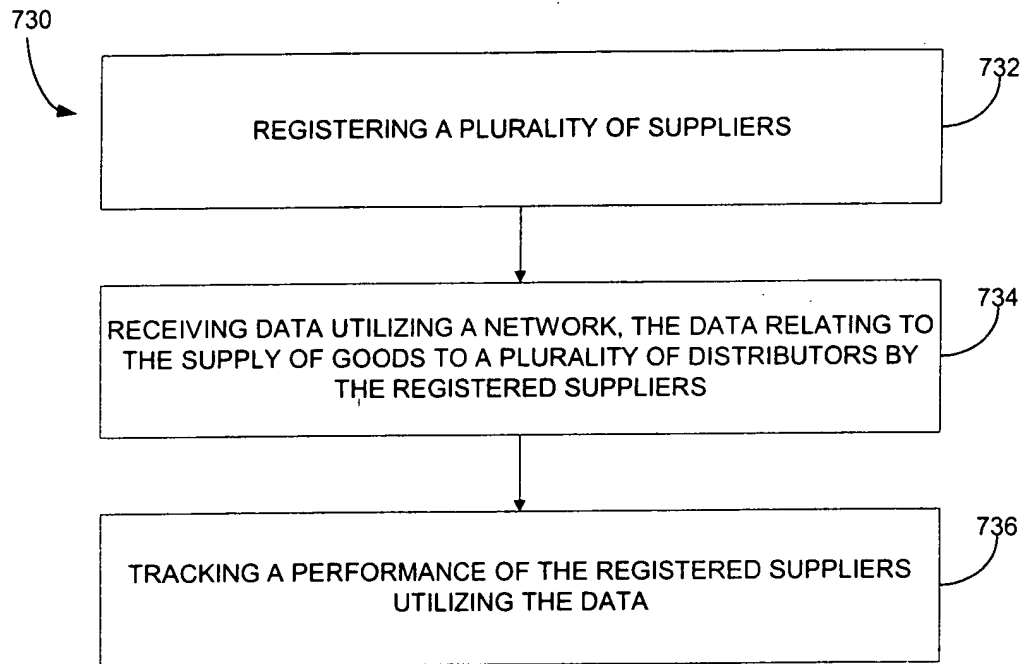 730
732
REGISTERING A PLURALITY OF SUPPLIERS
734
RECEIVING DATA UTILIZING A NETWORK, THE DATA RELATING TO
THE SUPPLY OF GOODS TO A PLURALITY OF DISTRIBUTORS BY
THE REGISTERED SUPPLIERS
736
TRACKING A PERFORMANCE OF THE REGISTERED SUPPLIERS
UTILIZING THE DATA